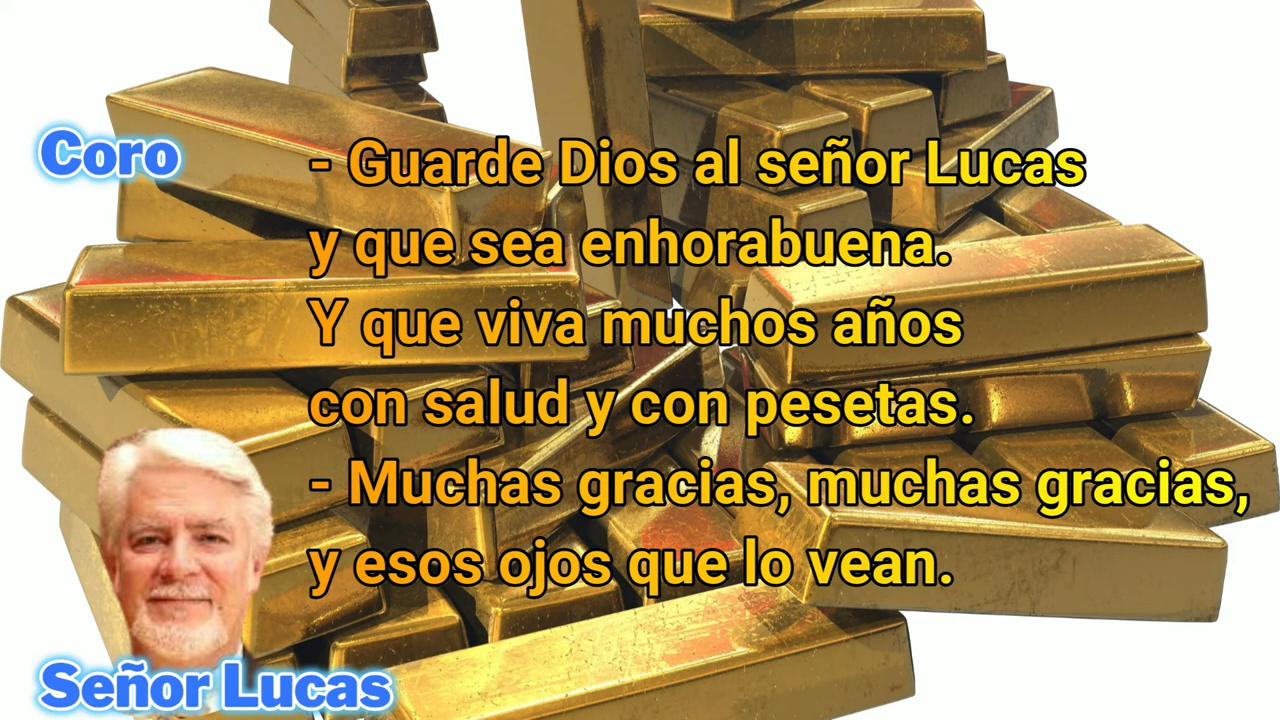 Coro
- Guarde Dios al señor Lucas
y que sea enhorabuena.
Y que viva muchos años
con salud y con pesetas.
- Muchas gracias, muchas gracias,
y esos ojos que lo vean.
Señor Lucas